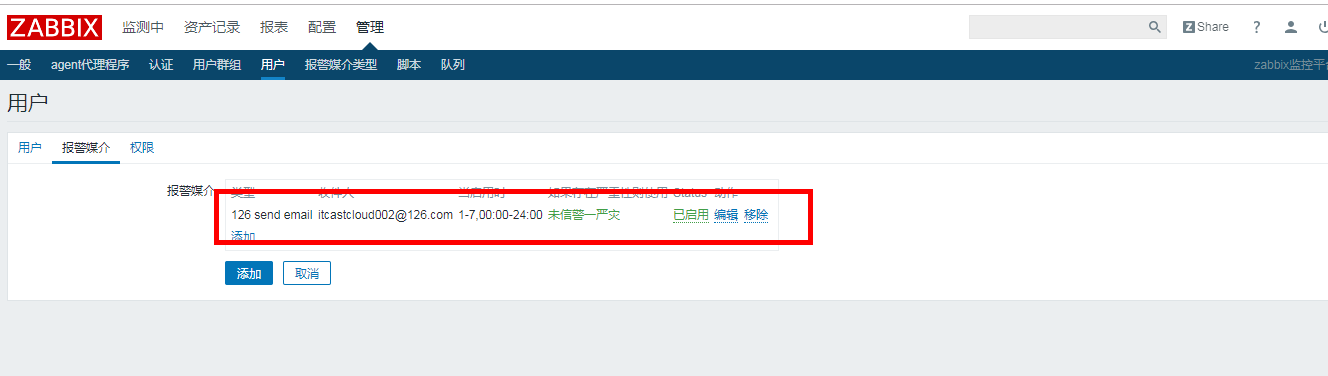 ZABBIX 监测中 资产记录 报表 配置 管理 Z Share ?
一般 agent代理程序 认证 用户群组 用户 报警媒介类型 脚本 队列 zabbix监控平台
用户
用户 报警媒介 权限
报警媒介 类型 收件人 当启用时 如果存在严重性则使用 Status 动作
126 send email itcastcloud002@126.com 1-7,00:00-24:00 未信警一严灾 已启用 编辑 移除
添加
添加 取消